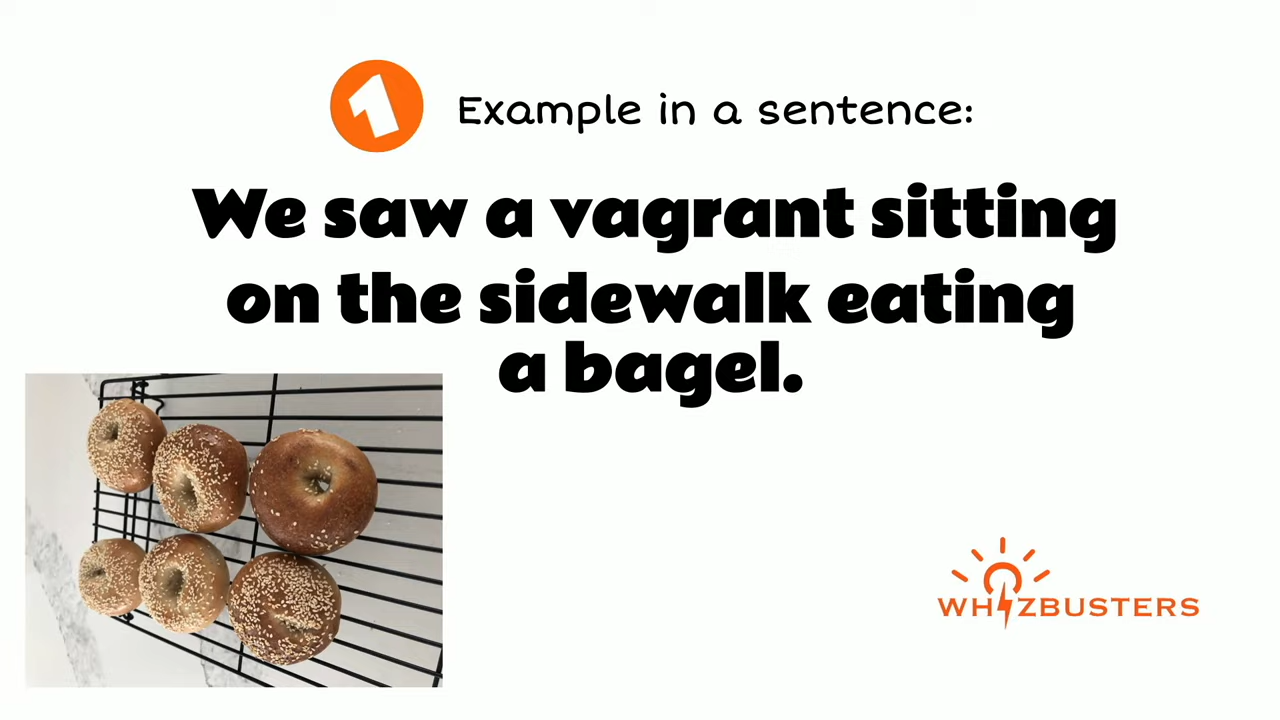 1 Example in a sentence:
We saw a vagrant sitting
on the sidewalk eating
a bagel.
WHIZBUSTERS